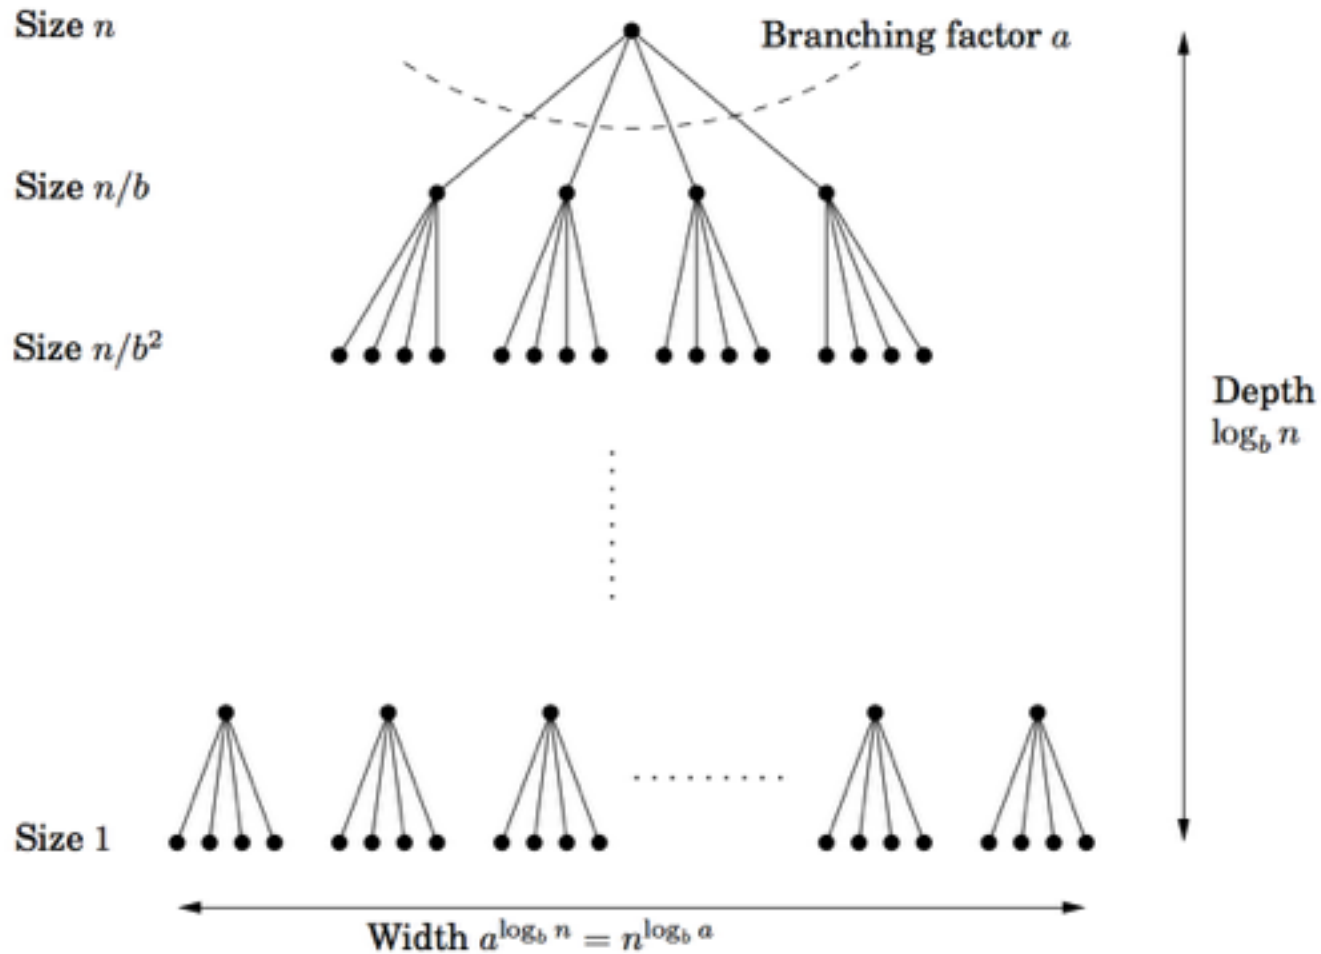 Size n
Branching factor a
Size n/b
Size n/b²
Depth
log_b n
Size 1
Width a^{log_b n} = n^{log_b a}